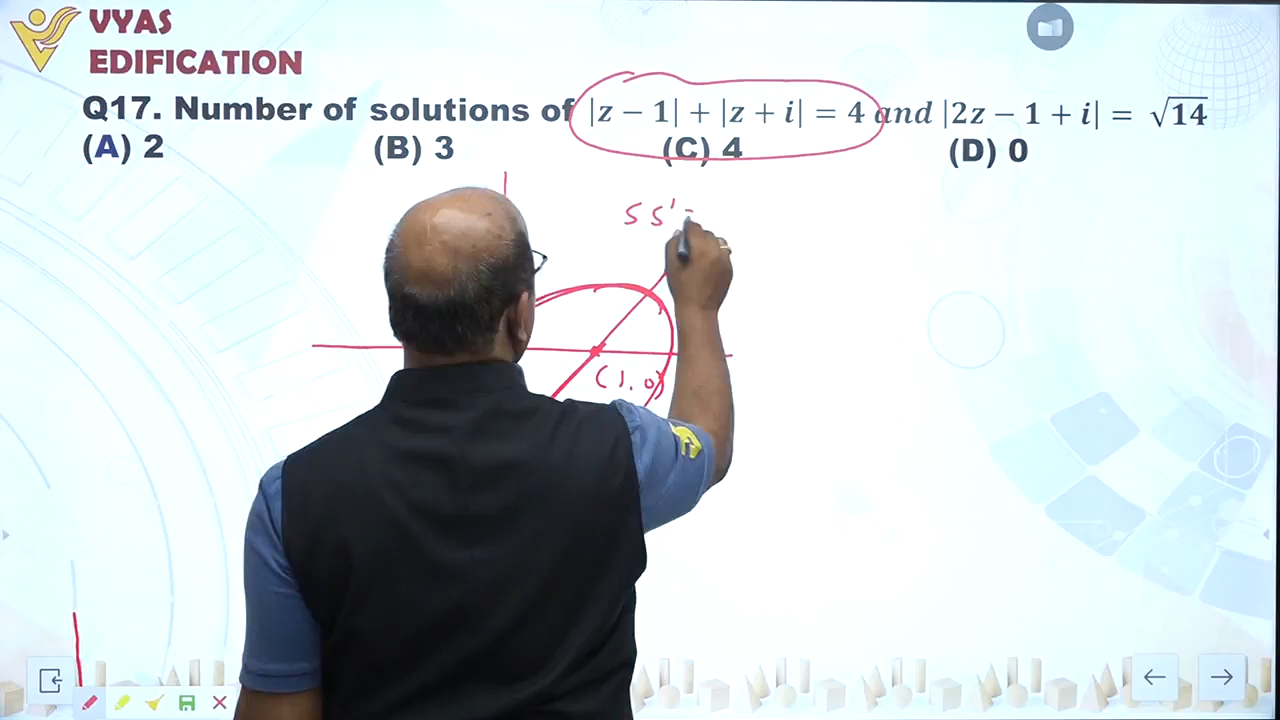 VYAS
EDIFICATION
Q17. Number of solutions of |z − 1| + |z + i| = 4 and |2z − 1 + i| = √14
(A) 2 (B) 3 (C) 4 (D) 0
S S' =
(1, 0)